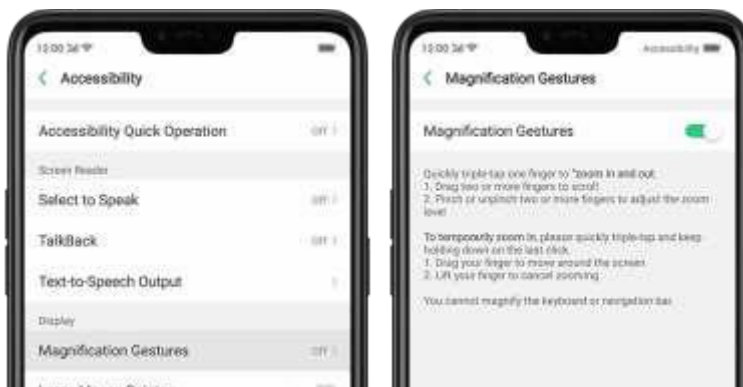 Accessibility
Accessibility Quick Operation Off
Screen Reader
Select to Speak Off
TalkBack Off
Text-to-Speech Output
Display
Magnification Gestures Off
Accessibility
Magnification Gestures
Magnification Gestures
Quickly triple-tap one finger to "zoom in and out
1. Drag two or more fingers to scroll
2. Pinch or unpinch two or more fingers to adjust the zoom
level
To temporarily zoom in, please quickly triple-tap and keep
holding down on the last click.
1. Drag your finger to move around the screen
2. Lift your finger to cancel zooming
You cannot magnify the keyboard or navigation bar